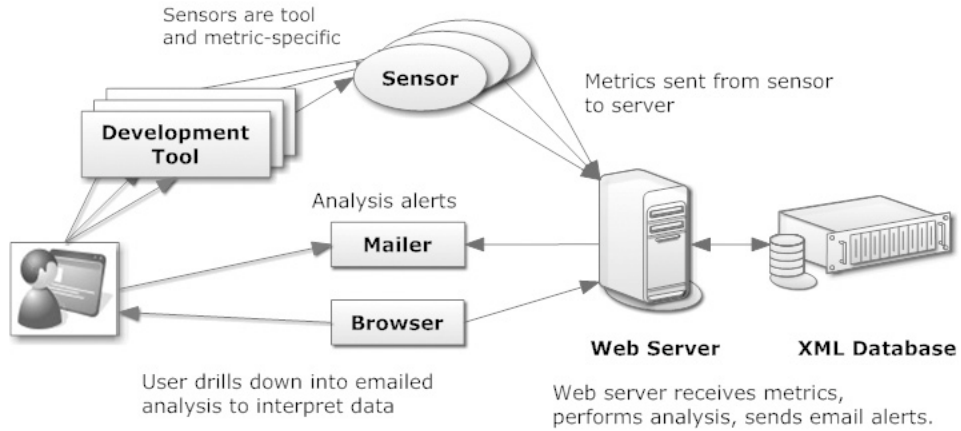 Sensors are tool
and metric-specific
Sensor
Metrics sent from sensor
to server
Development
Tool
Analysis alerts
Mailer
Browser
Web Server
XML Database
User drills down into emailed
analysis to interpret data
Web server receives metrics,
performs analysis, sends email alerts.